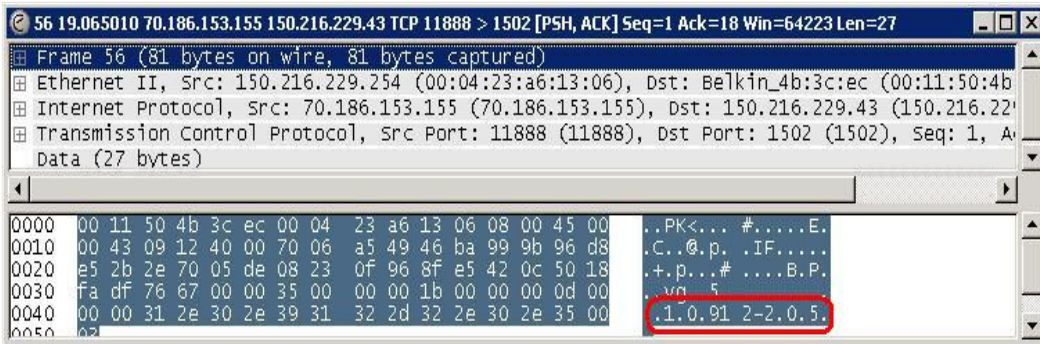 56 19.065010 70.186.153.155 150.216.229.43 TCP 11888 > 1502 [PSH, ACK] Seq=1 Ack=18 Win=64223 Len=27
Frame 56 (81 bytes on wire, 81 bytes captured)
Ethernet II, Src: 150.216.229.254 (00:04:23:a6:13:06), Dst: Belkin_4b:3c:ec (00:11:50:4b
Internet Protocol, Src: 70.186.153.155 (70.186.153.155), Dst: 150.216.229.43 (150.216.22
Transmission Control Protocol, Src Port: 11888 (11888), Dst Port: 1502 (1502), Seq: 1, A
Data (27 bytes)
0000 00 11 50 4b 3c ec 00 04 23 a6 13 06 08 00 45 00 ..PK<... #.....E.
0010 00 43 09 12 40 00 70 06 a5 49 46 ba 99 9b 96 d8 .C..@.p. .IF.....
0020 e5 2b 2e 70 05 de 08 23 0f 96 8f e5 42 0c 50 18 .+.p...# ....B.P.
0030 fa df 76 67 00 00 35 00 00 00 1b 00 00 00 0d 00 ..vg..5. ........
0040 00 00 31 2e 30 2e 39 31 32 2d 32 2e 30 2e 35 00 ..1.0.91 2-2.0.5.
0050 03